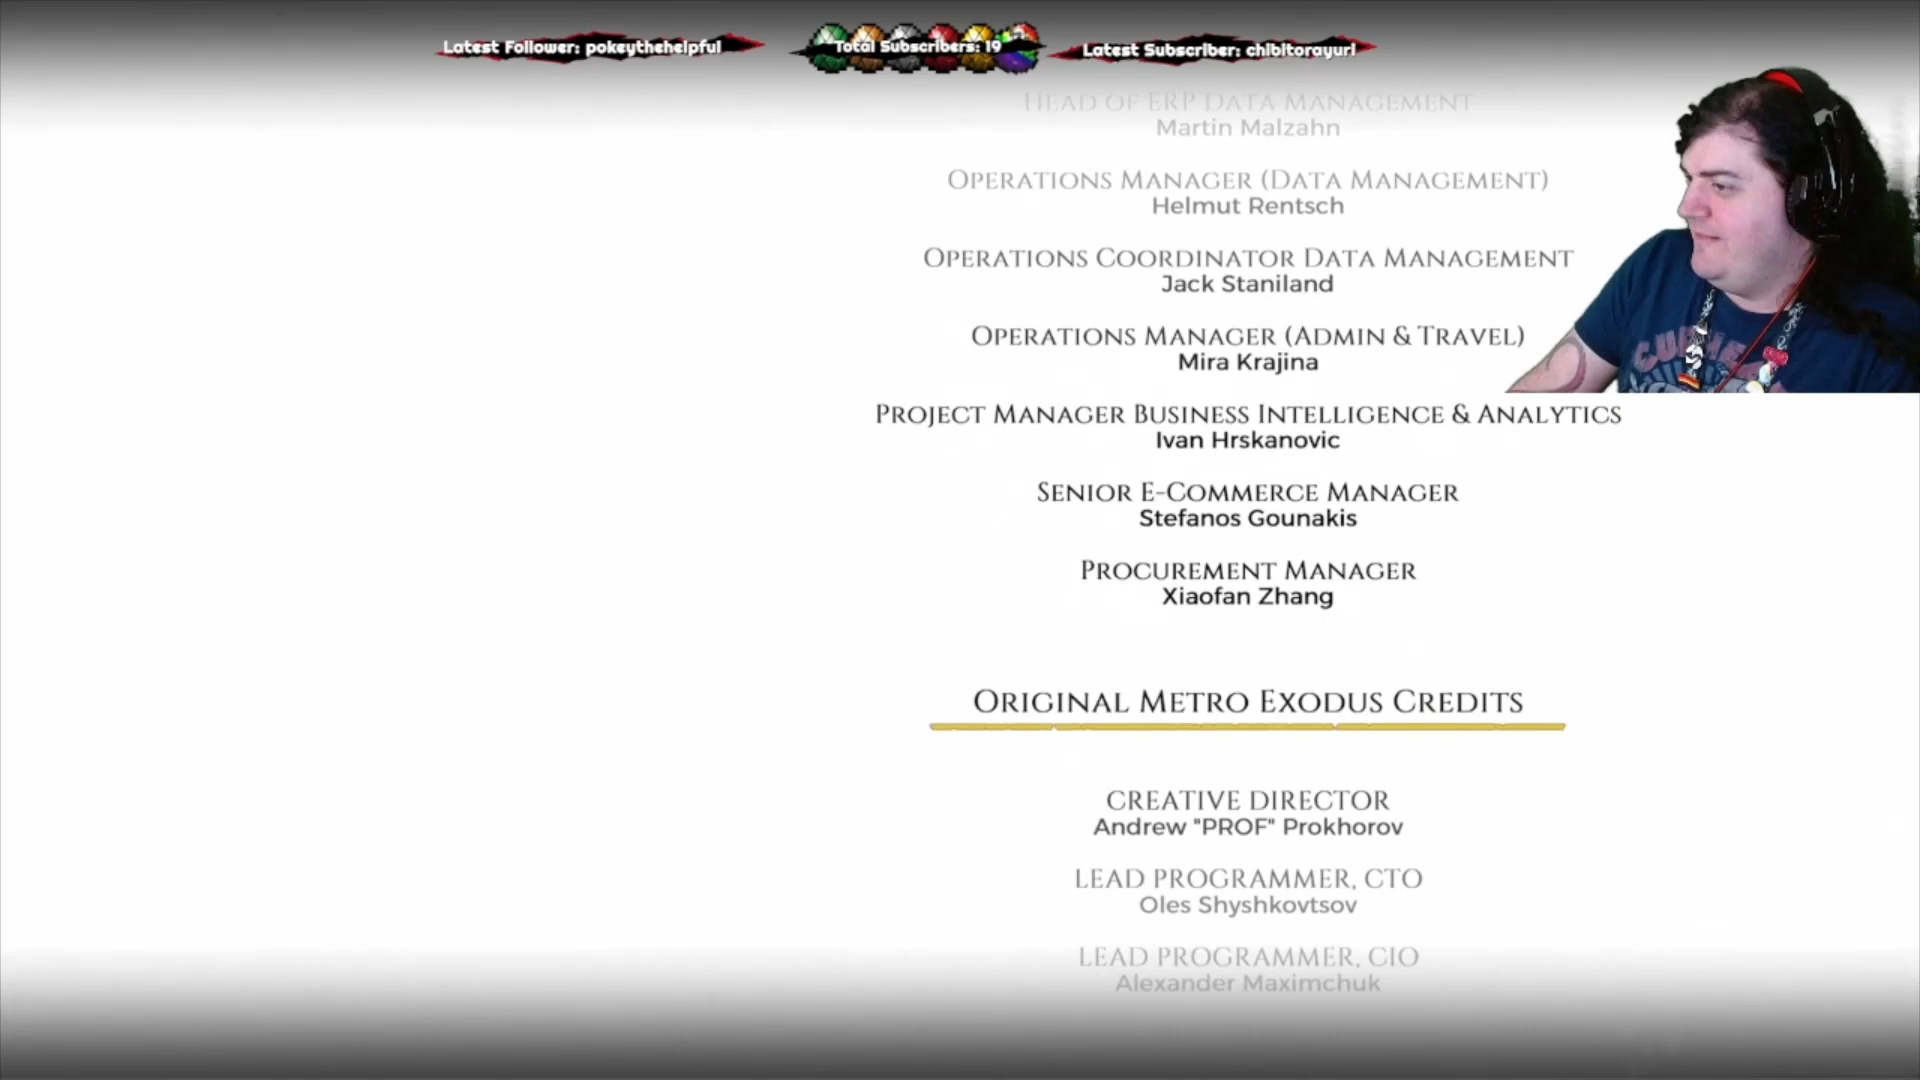 Latest Follower: pokeythehelpful
Total Subscribers: 19
Latest Subscriber: chibitorayuri
Head of ERP Data Management
Martin Malzahn
Operations Manager (Data Management)
Helmut Rentsch
Operations Coordinator Data Management
Jack Staniland
Operations Manager (Admin & Travel)
Mira Krajina
Project Manager Business Intelligence & Analytics
Ivan Hrskanovic
Senior E-Commerce Manager
Stefanos Gounakis
Procurement Manager
Xiaofan Zhang
Original Metro Exodus Credits
CREATIVE DIRECTOR
Andrew "PROF" Prokhorov
LEAD PROGRAMMER, CTO
Oles Shyshkovtsov
LEAD PROGRAMMER, CIO
Alexander Maximchuk